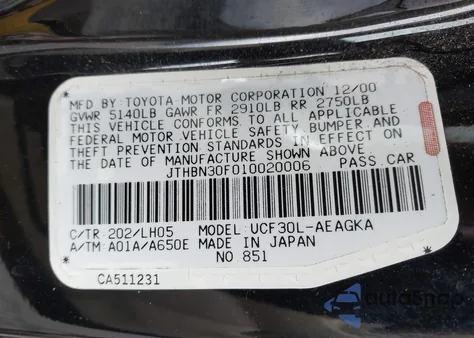 MFD. BY: TOYOTA MOTOR CORPORATION 12/00
GVWR 5140LB GAWR FR 2910LB RR 2750LB
THIS VEHICLE CONFORMS TO ALL APPLICABLE
FEDERAL MOTOR VEHICLE SAFETY, BUMPER AND
THEFT PREVENTION STANDARDS IN EFFECT ON
THE DATE OF MANUFACTURE SHOWN ABOVE.
JTHBN30F010020006 PASS.CAR
C/TR:202/LH05 MODEL:UCF30L-AEAGKA
A/TM:A01A/A650E MADE IN JAPAN
NO 851
CA511231
autoSnap